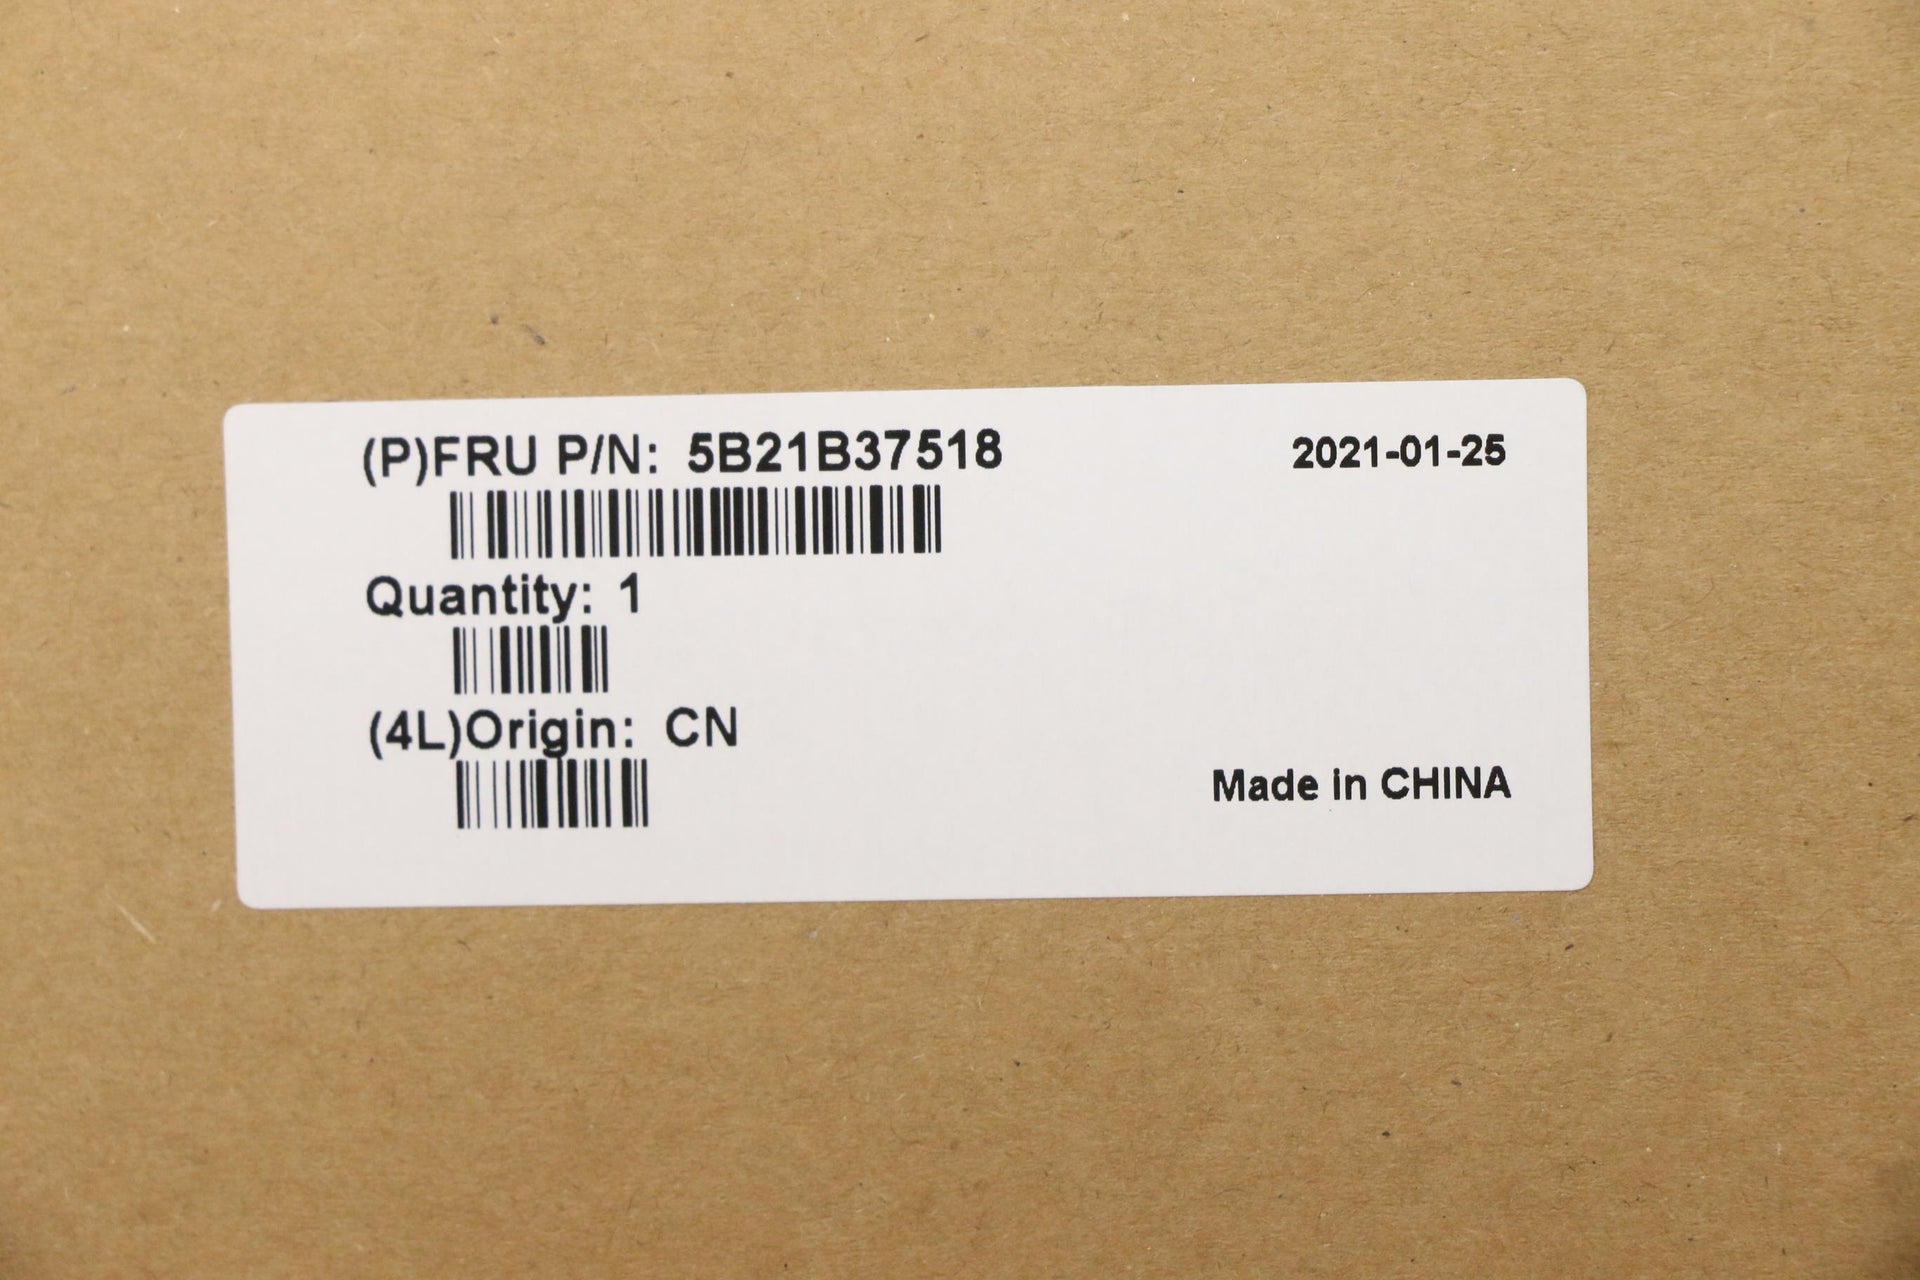 (P)FRU P/N: 5B21B37518
2021-01-25
Quantity: 1
(4L)Origin: CN
Made in CHINA